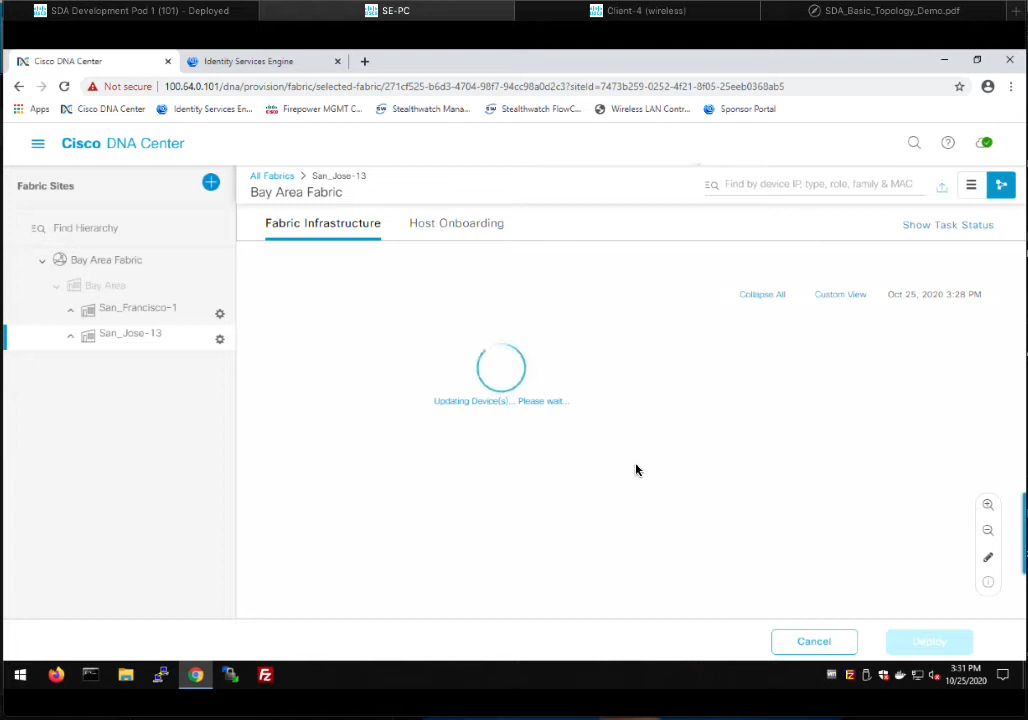 SDA Development Pod 1 (101) - Deployed
SE-PC
Client-4 (wireless)
SDA_Basic_Topology_Demo.pdf
Cisco DNA Center
Identity Services Engine
Not secure
100.64.0.101/dna/provision/fabric/selected-fabric/271cf525-b6d3-4704-98f7-94cc98a0d2c3?siteId=7473b259-0252-4f21-8f05-25eeb0368ab5
Apps
Cisco DNA Center
Identity Services En...
Firepower MGMT C...
Stealthwatch Mana...
Stealthwatch FlowC...
Wireless LAN Contr...
Sponsor Portal
Cisco DNA Center
Fabric Sites
Find Hierarchy
Bay Area Fabric
Bay Area
San_Francisco-1
San_Jose-13
All Fabrics > San_Jose-13
Bay Area Fabric
Find by device IP, type, role, family & MAC
Fabric Infrastructure
Host Onboarding
Show Task Status
Collapse All
Custom View
Oct 25, 2020 3:28 PM
Updating Device(s)... Please wait...
Cancel
Deploy
3:31 PM
10/25/2020